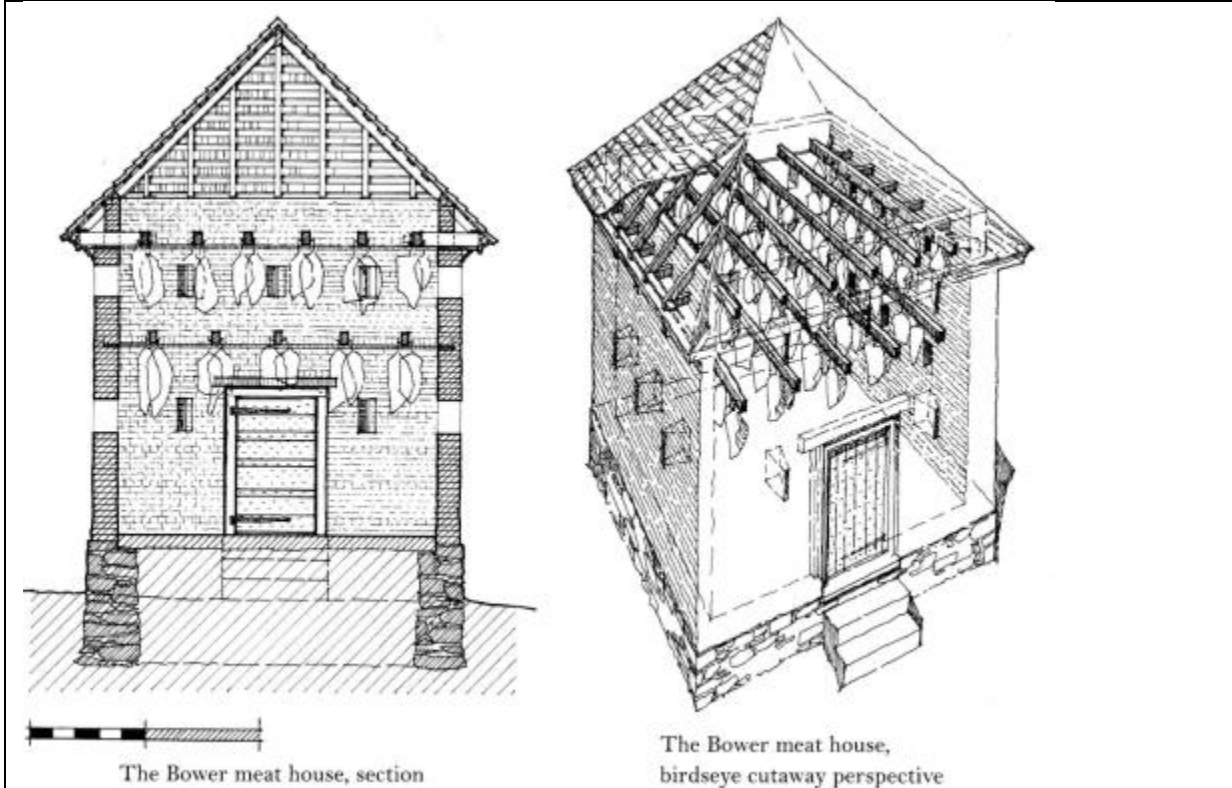 The Bower meat house, section
The Bower meat house,
birdseye cutaway perspective